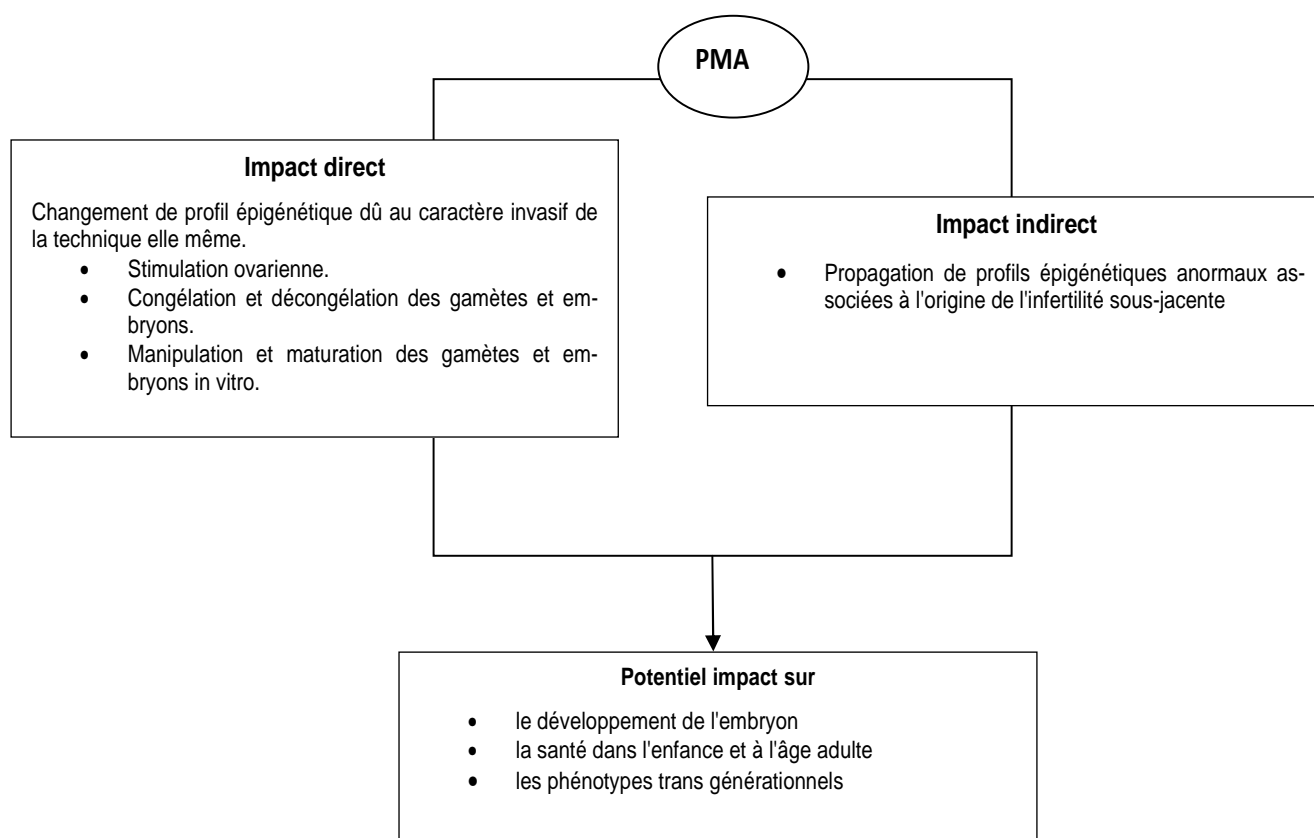 PMA
Impact direct
Changement de profil épigénétique dû au caractère invasif de
la technique elle même.
• Stimulation ovarienne.
• Congélation et décongélation des gamètes et em-
bryons.
• Manipulation et maturation des gamètes et em-
bryons in vitro.
Impact indirect
• Propagation de profils épigénétiques anormaux as-
sociées à l'origine de l'infertilité sous-jacente
Potentiel impact sur
• le développement de l'embryon
• la santé dans l'enfance et à l'âge adulte
• les phénotypes trans générationnels